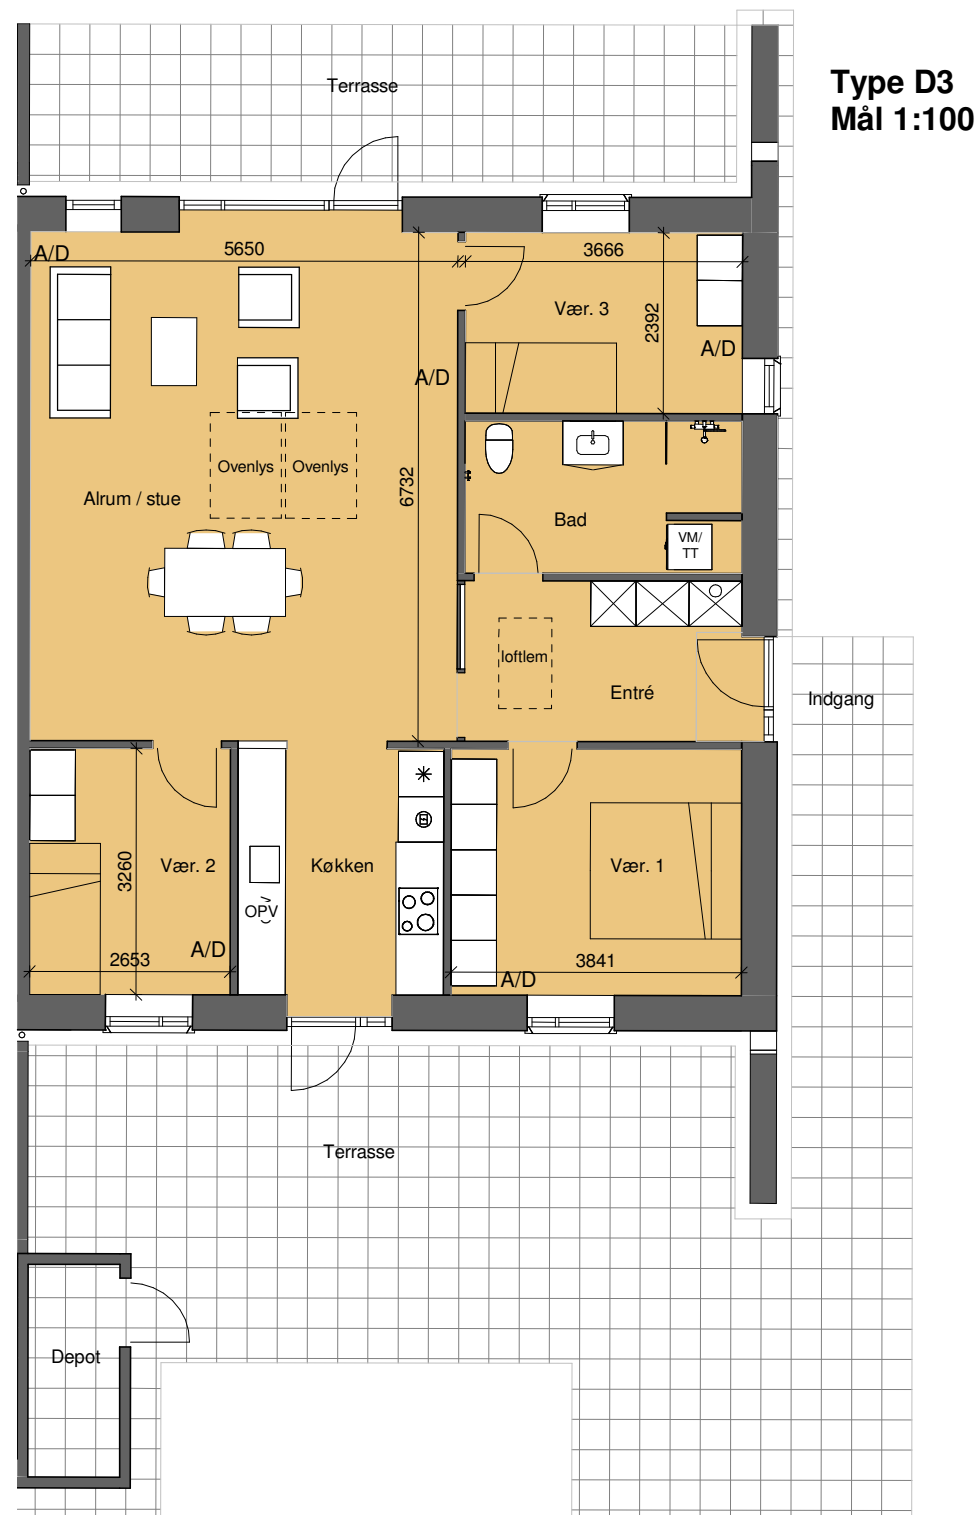 Type D3
Mål 1:100
Terrasse
A/D
5650
3666
Vær. 3
2392
A/D
A/D
Ovenlys
Ovenlys
6732
Alrum / stue
Bad
VM/
TT
loftlem
Entré
Indgang
3260
Vær. 2
Køkken
Vær. 1
OPV
A/D
2653
3841
A/D
Terrasse
Depot